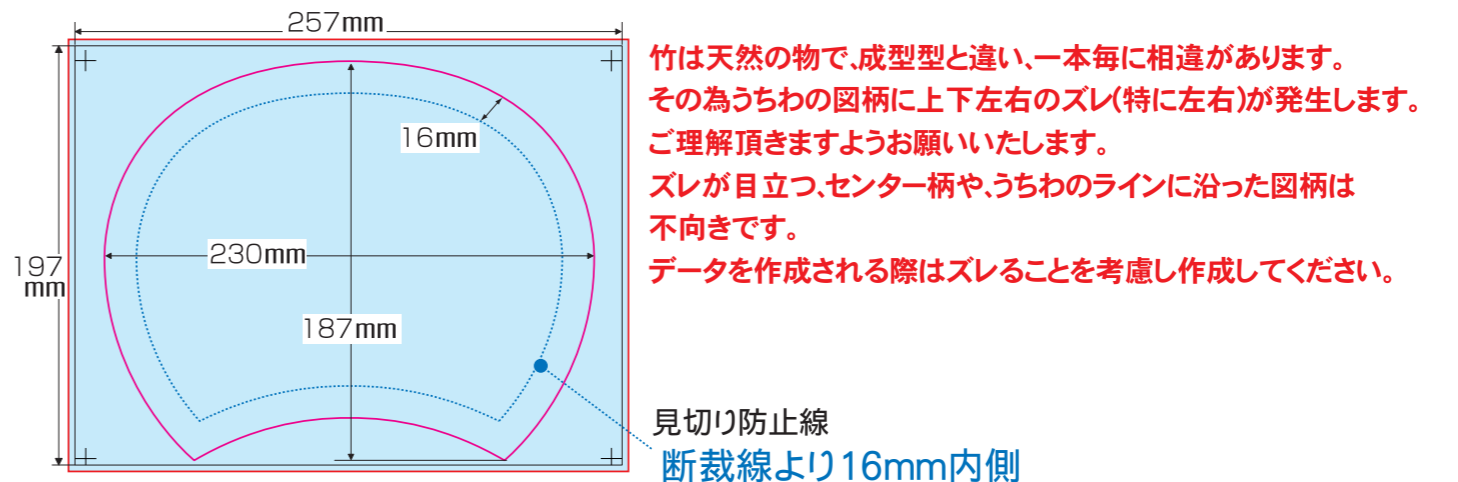 257mm
竹は天然の物で、成型型と違い、一本毎に相違があります。
その為うちわの図柄に上下左右のズレ(特に左右)が発生します。
16mm
ご理解頂きますようお願いいたします。
ズレが目立つ、センター柄や、うちわのラインに沿った図柄は
不向きです。
230mm
197
mm
データを作成される際はズレることを考慮し作成してください。
187mm
見切り防止線
断裁線より16mm内側